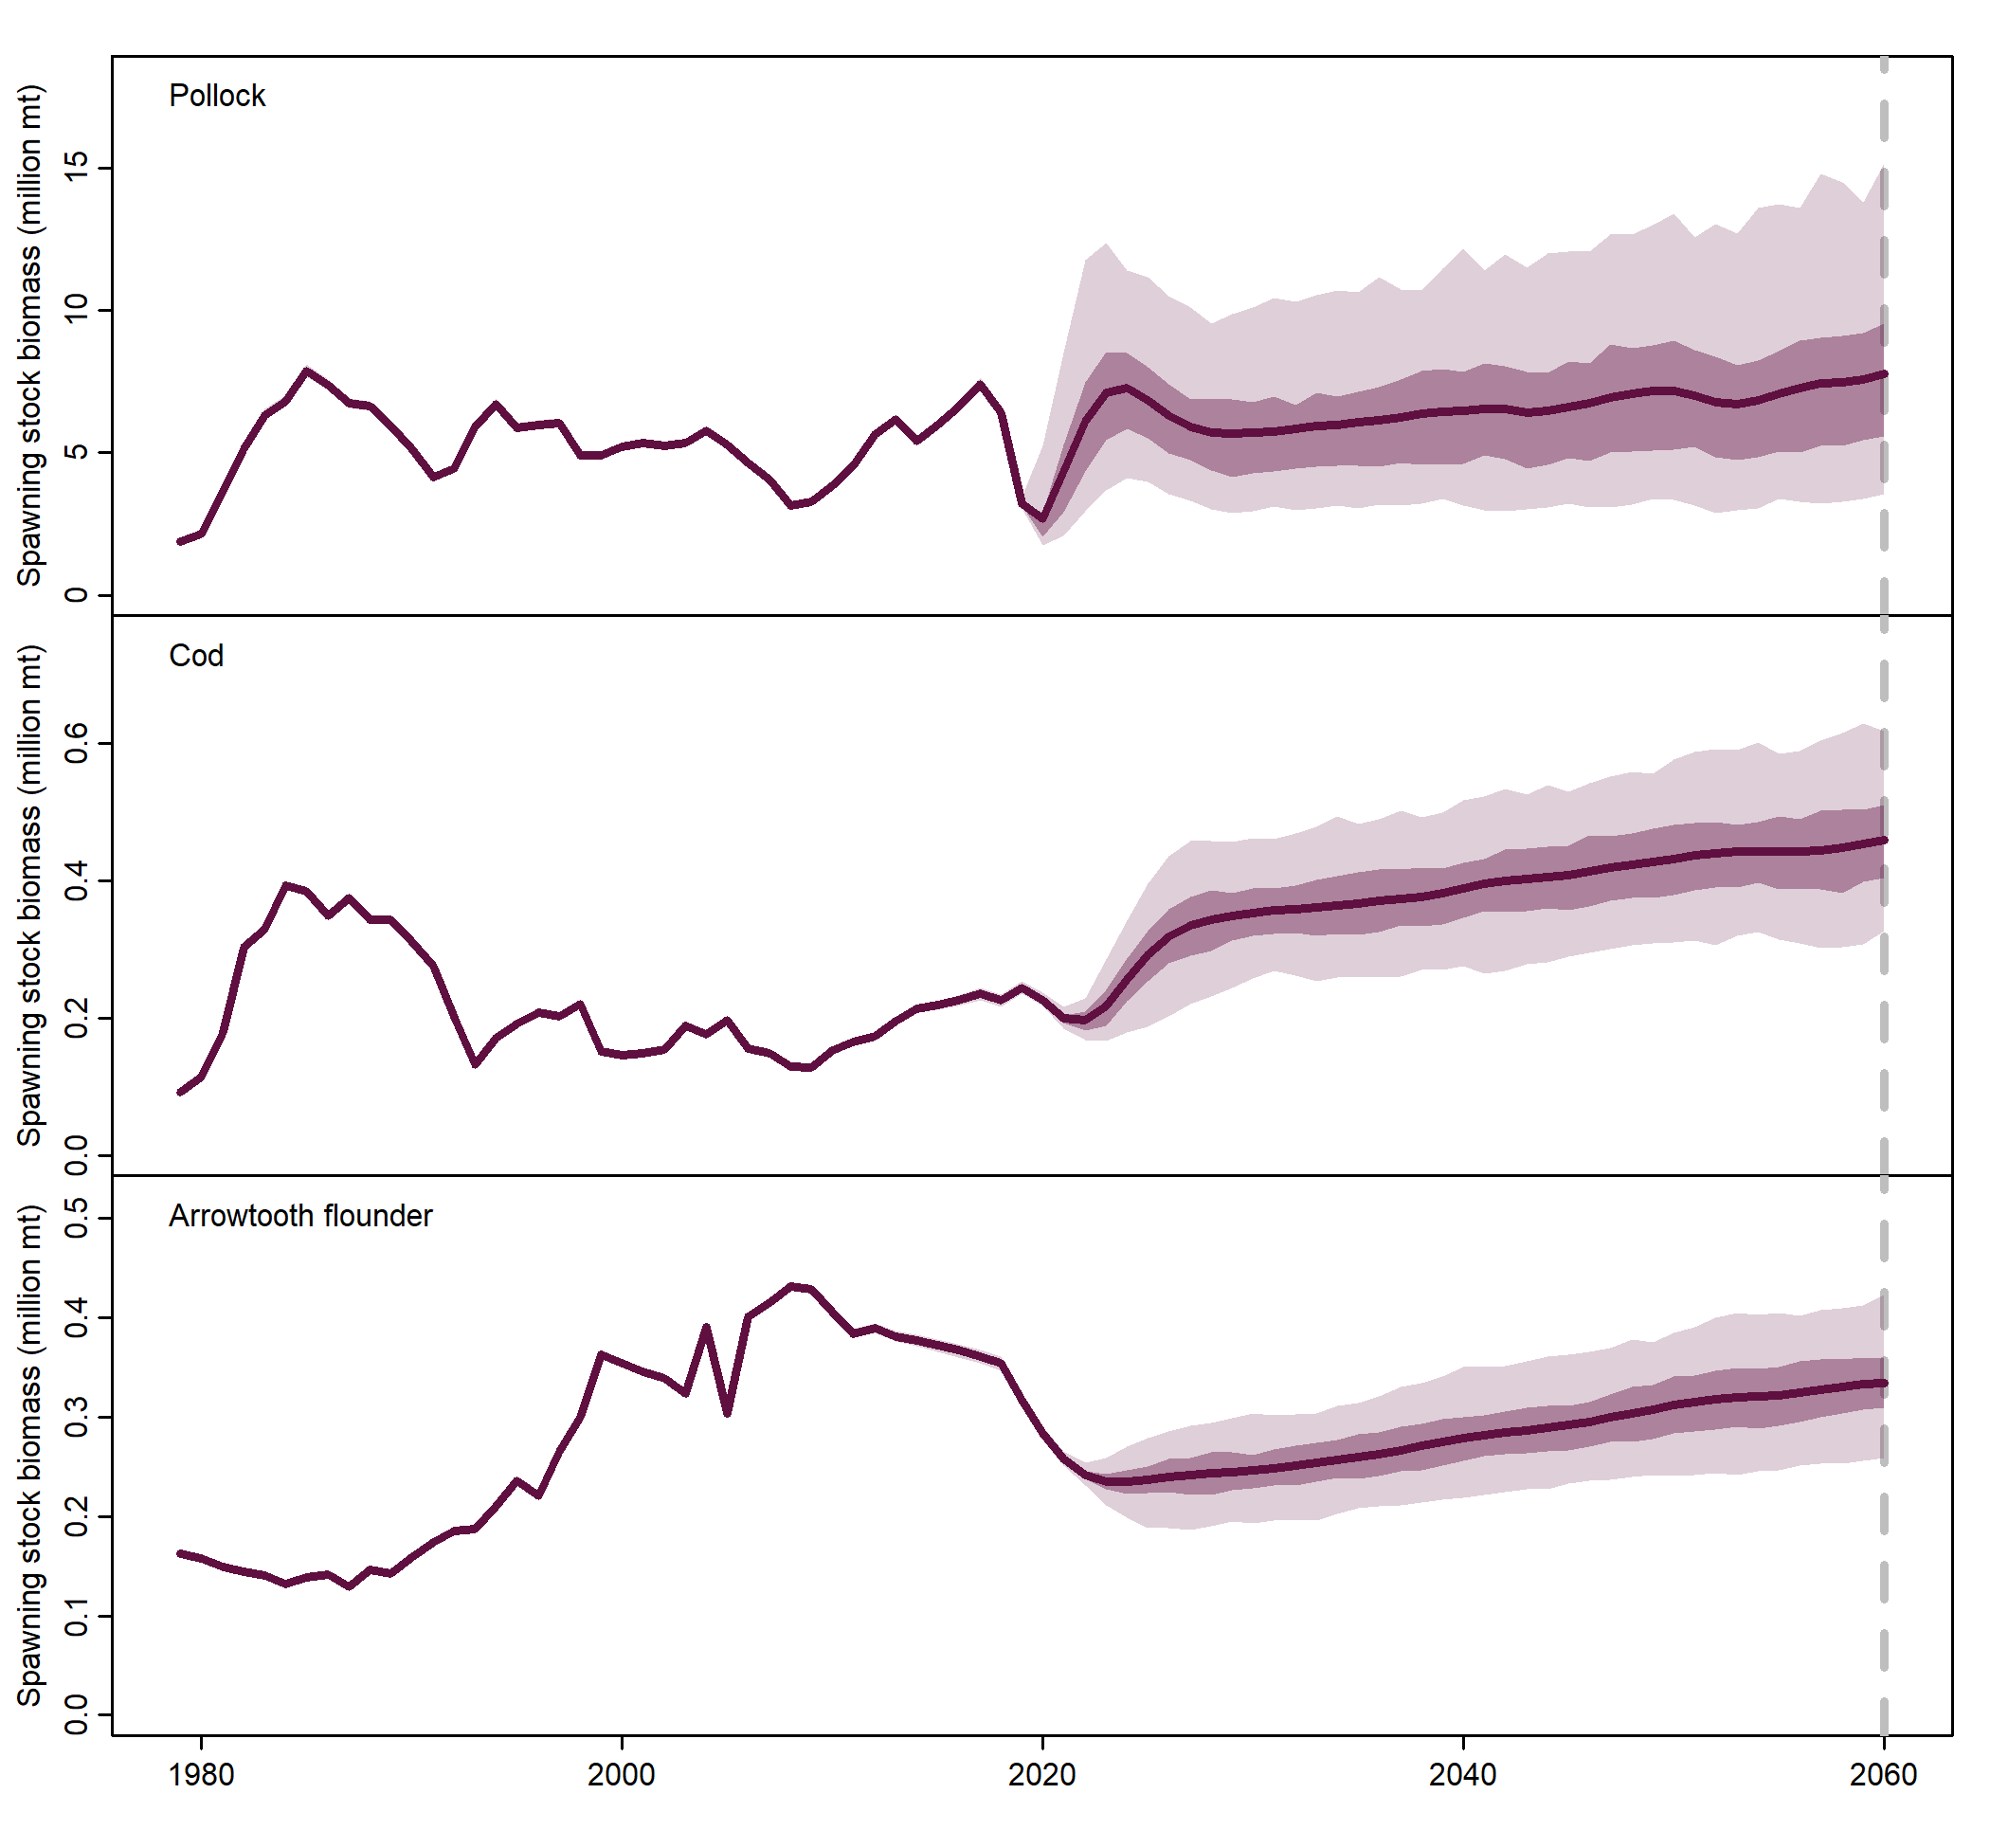 Pollock
Spawning stock biomass (million mt)
15
10
5
0
Cod
Spawning stock biomass (million mt)
0.6
0.4
0.2
0.0
Arrowtooth flounder
Spawning stock biomass (million mt)
0.5
0.4
0.3
0.2
0.1
0.0
1980 2000 2020 2040 2060